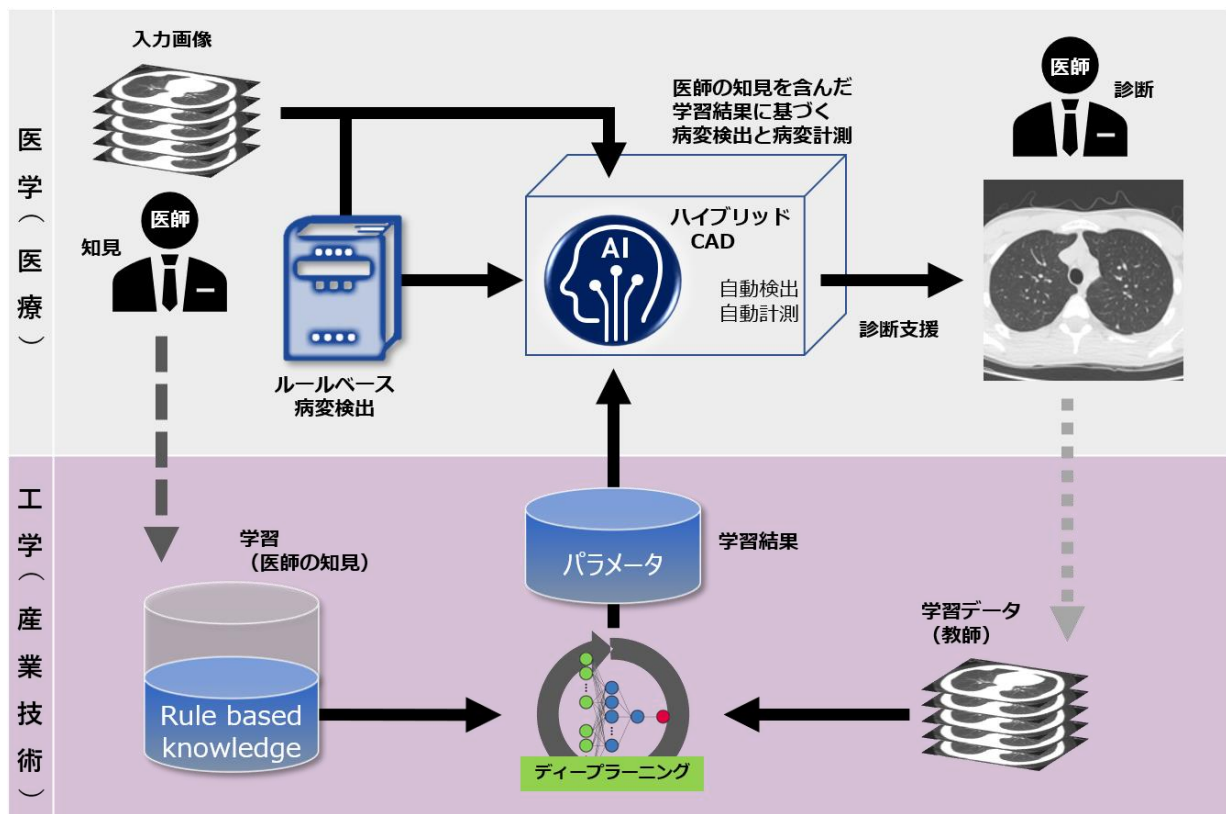 医学（医療）
入力画像
医師
知見
ルールベース
病変検出
医師の知見を含んだ
学習結果に基づく
病変検出と病変計測
AI
ハイブリッド
CAD
自動検出
自動計測
診断支援
医師
診断
工学（産業技術）
学習
（医師の知見）
Rule based
knowledge
パラメータ
学習結果
ディープラーニング
学習データ
（教師）